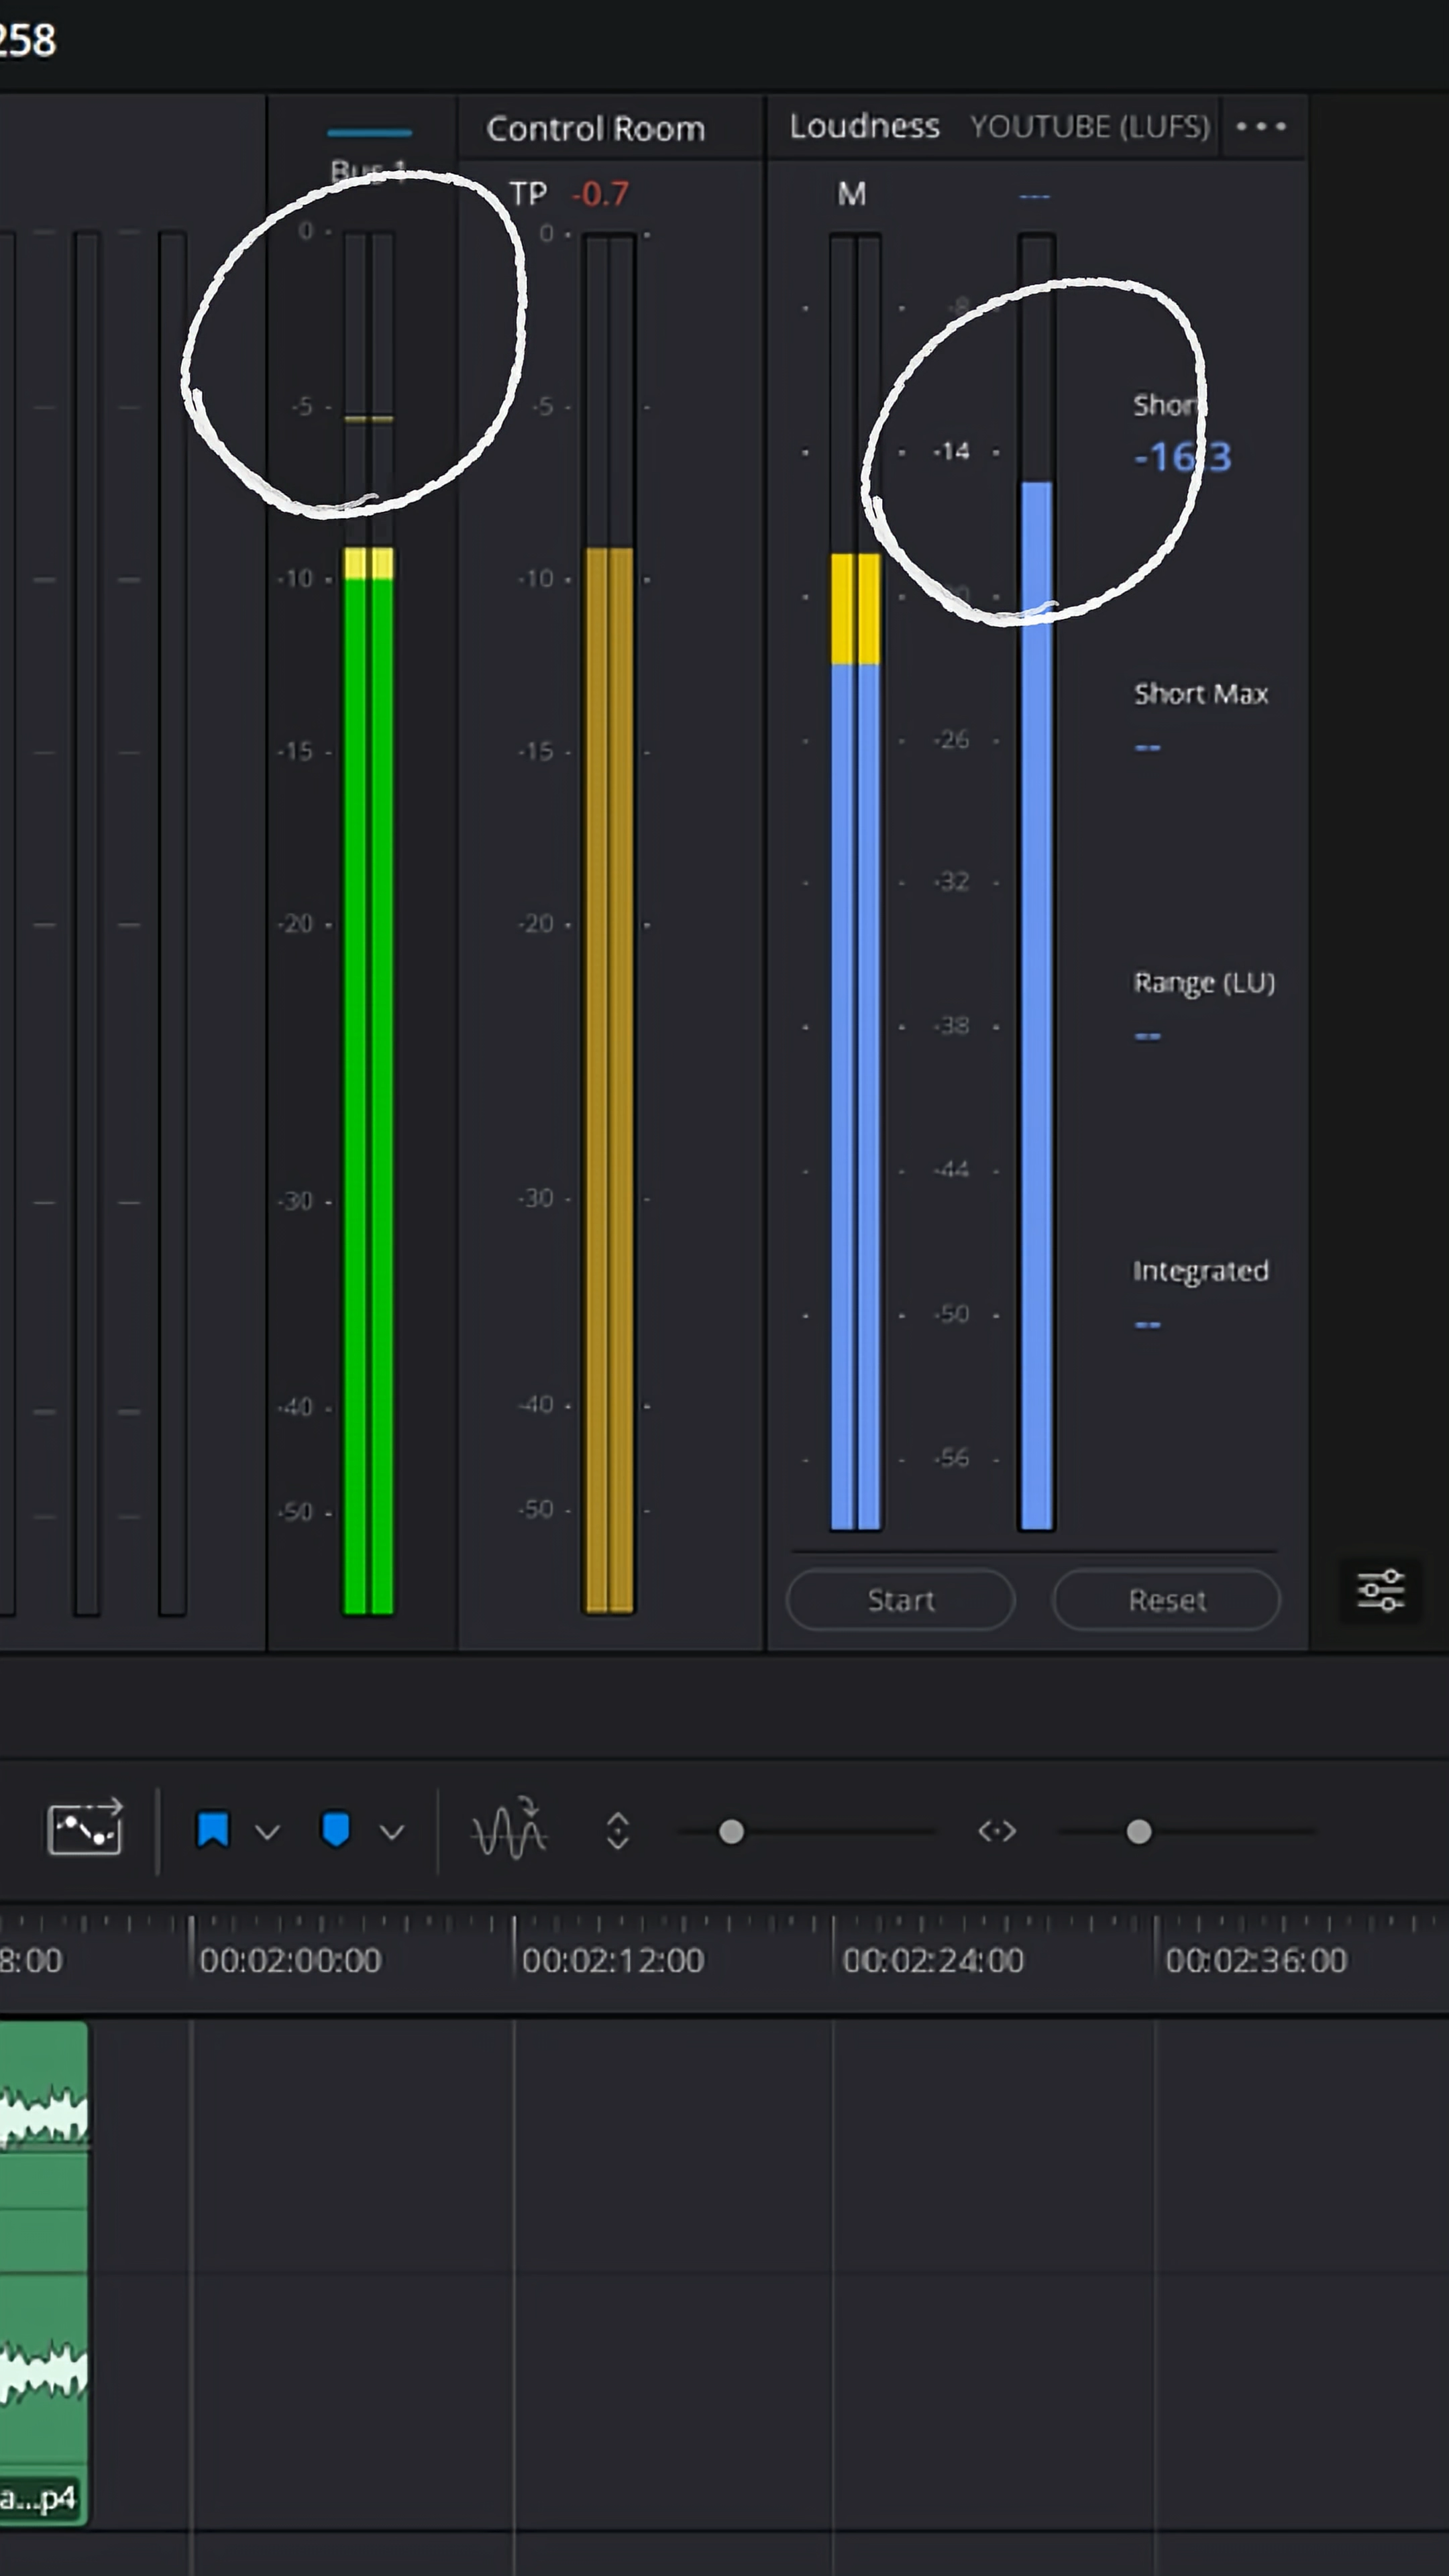 258
Bus 1
Control Room
Loudness
YOUTUBE (LUFS)
TP -0.7
M
---
0
-5
-10
-15
-20
-30
-40
-50
0
-5
-10
-15
-20
-30
-40
-50
-8
-14
-26
-32
-38
-44
-50
-56
Short
-16.3
Short Max
--
Range (LU)
--
Integrated
--
Start
Reset
8:00
00:02:00:00
00:02:12:00
00:02:24:00
00:02:36:00
a...p4